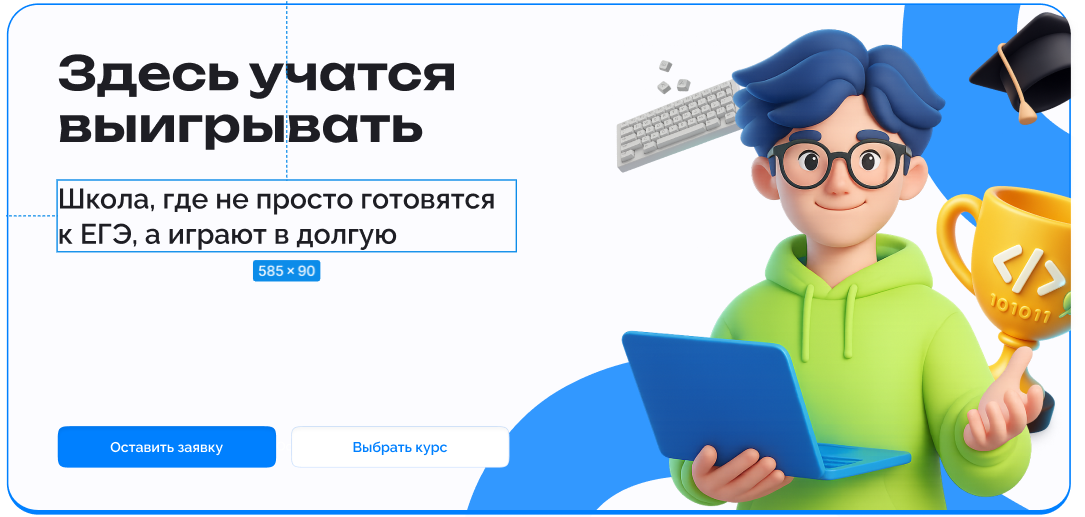 Здесь учатся
выигрывать
Школа, где не просто готовятся
к ЕГЭ, а играют в долгую
585 × 90
Оставить заявку
Выбрать курс
</>
101011